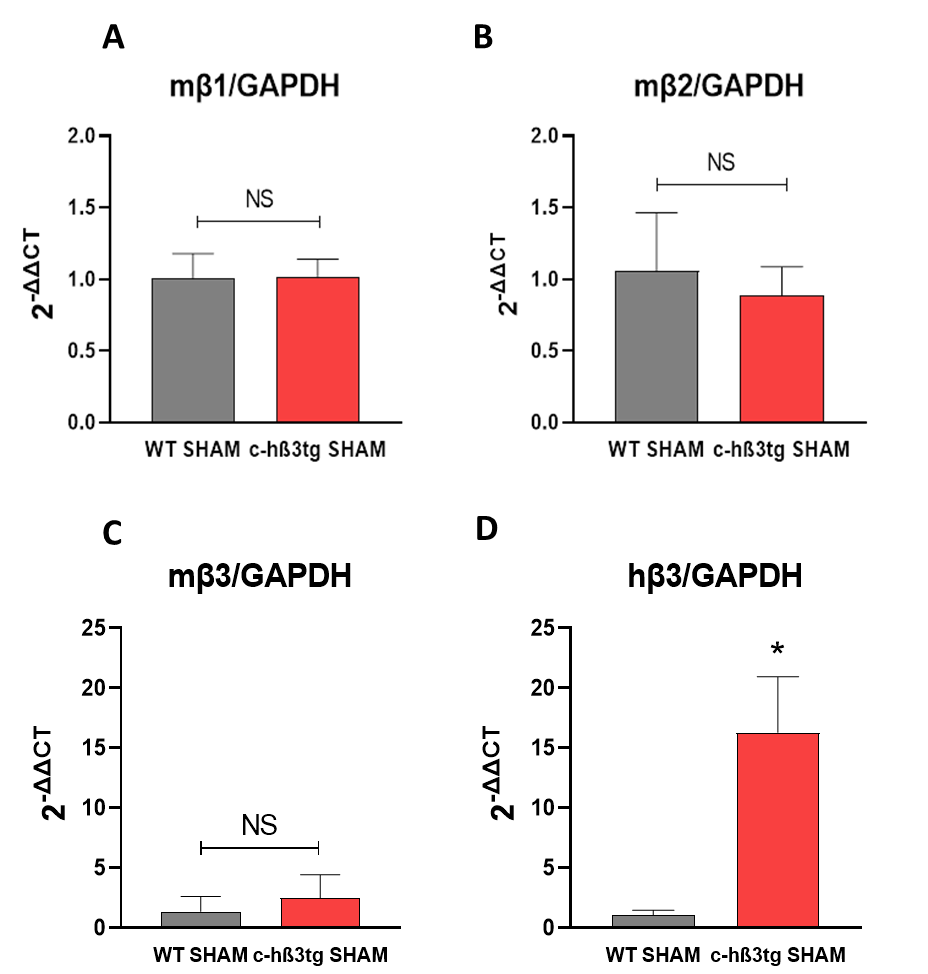 A
mβ1/GAPDH
2.0
1.5
1.0
0.5
0.0
2-ΔΔCT
NS
WT SHAM c-hß3tg SHAM
B
mβ2/GAPDH
2.0
1.5
1.0
0.5
0.0
2-ΔΔCT
NS
WT SHAM c-hß3tg SHAM
C
mβ3/GAPDH
25
20
15
10
5
0
2-ΔΔCT
NS
WT SHAM c-hß3tg SHAM
D
hβ3/GAPDH
25
20
15
10
5
0
2-ΔΔCT
*
WT SHAM c-hß3tg SHAM